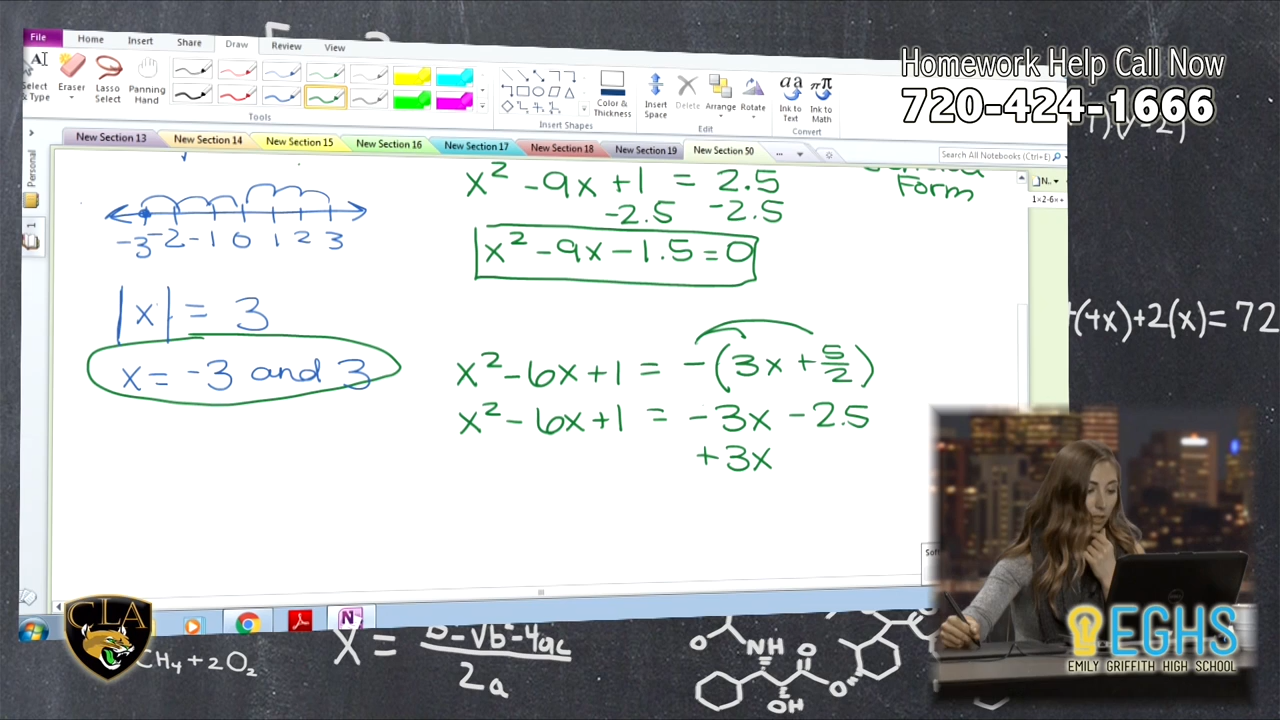 Homework Help Call Now
720-424-1666
File Home Insert Share Draw Review View
Select & Type
Eraser
Lasso Select
Panning Hand
Color & Thickness
Insert Space
Delete
Arrange
Rotate
Ink to Text
Ink to Math
Tools
Insert Shapes
Edit
Convert
New Section 13 New Section 14 New Section 15 New Section 16 New Section 17 New Section 18 New Section 19 New Section 50
Search All Notebooks (Ctrl+E)
Personal
1
-3 -2 -1 0 1 2 3
|x| = 3
x = -3 and 3
x² -9x +1 = 2.5
-2.5 -2.5
x² -9x -1.5 = 0
Form
x² - 6x + 1 = -(3x + 5/2)
x² - 6x + 1 = -3x - 2.5
+3x
(4x)+2(x)=72
CLA
CH₄ + 2O₂
2a
NH
O
O
OH
EGHS
EMILY GRIFFITH HIGH SCHOOL